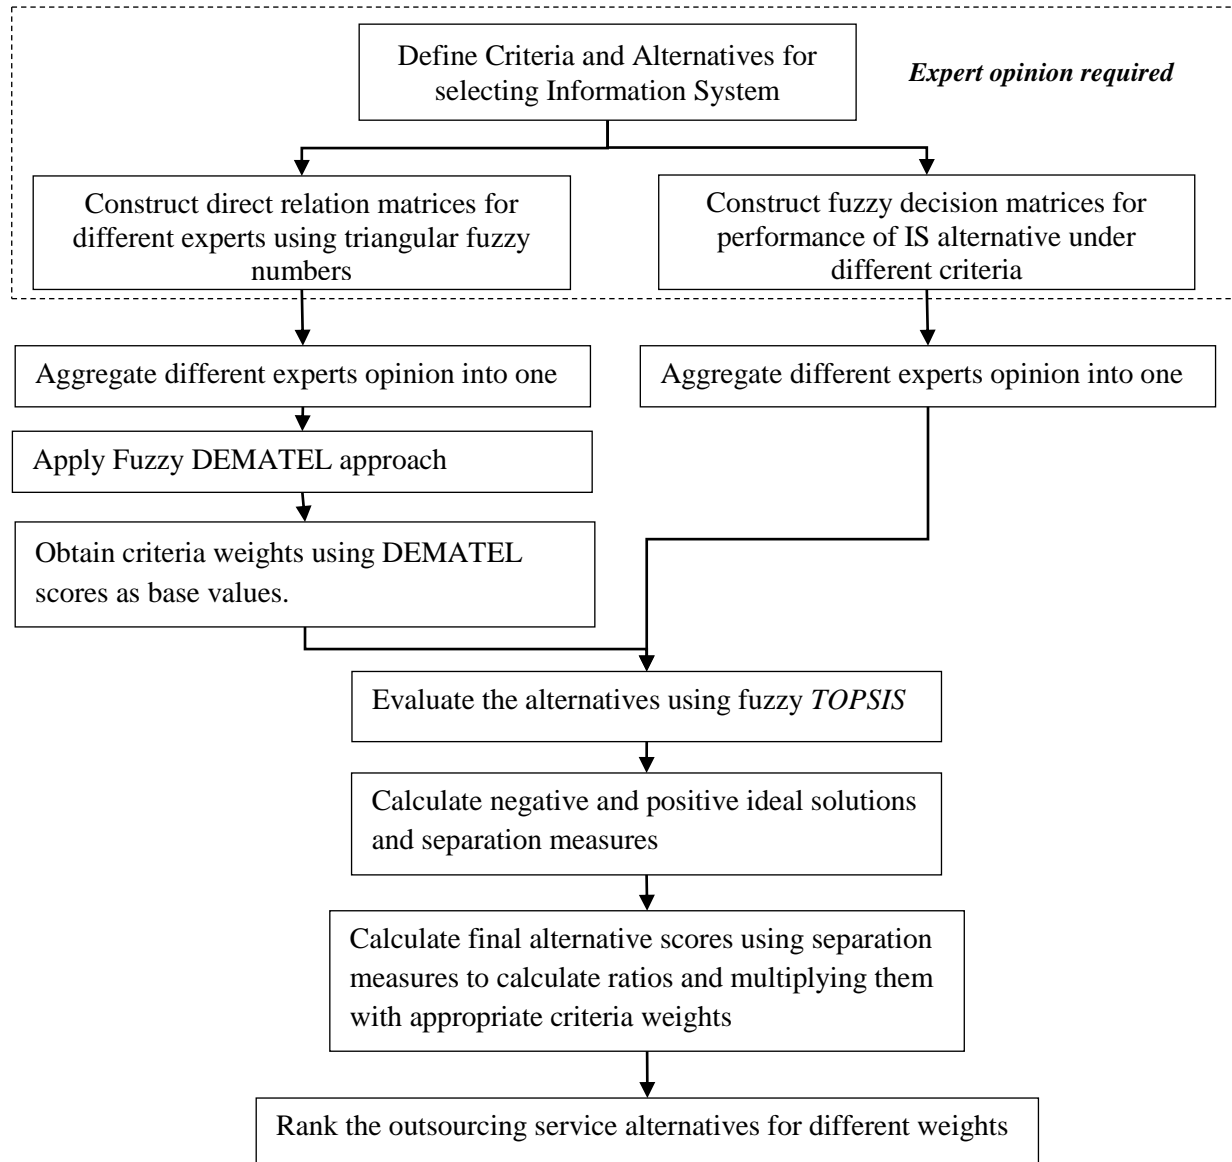 Define Criteria and Alternatives for
selecting Information System
Expert opinion required
Construct direct relation matrices for
different experts using triangular fuzzy
numbers
Construct fuzzy decision matrices for
performance of IS alternative under
different criteria
Aggregate different experts opinion into one
Aggregate different experts opinion into one
Apply Fuzzy DEMATEL approach
Obtain criteria weights using DEMATEL
scores as base values.
Evaluate the alternatives using fuzzy TOPSIS
Calculate negative and positive ideal solutions
and separation measures
Calculate final alternative scores using separation
measures to calculate ratios and multiplying them
with appropriate criteria weights
Rank the outsourcing service alternatives for different weights